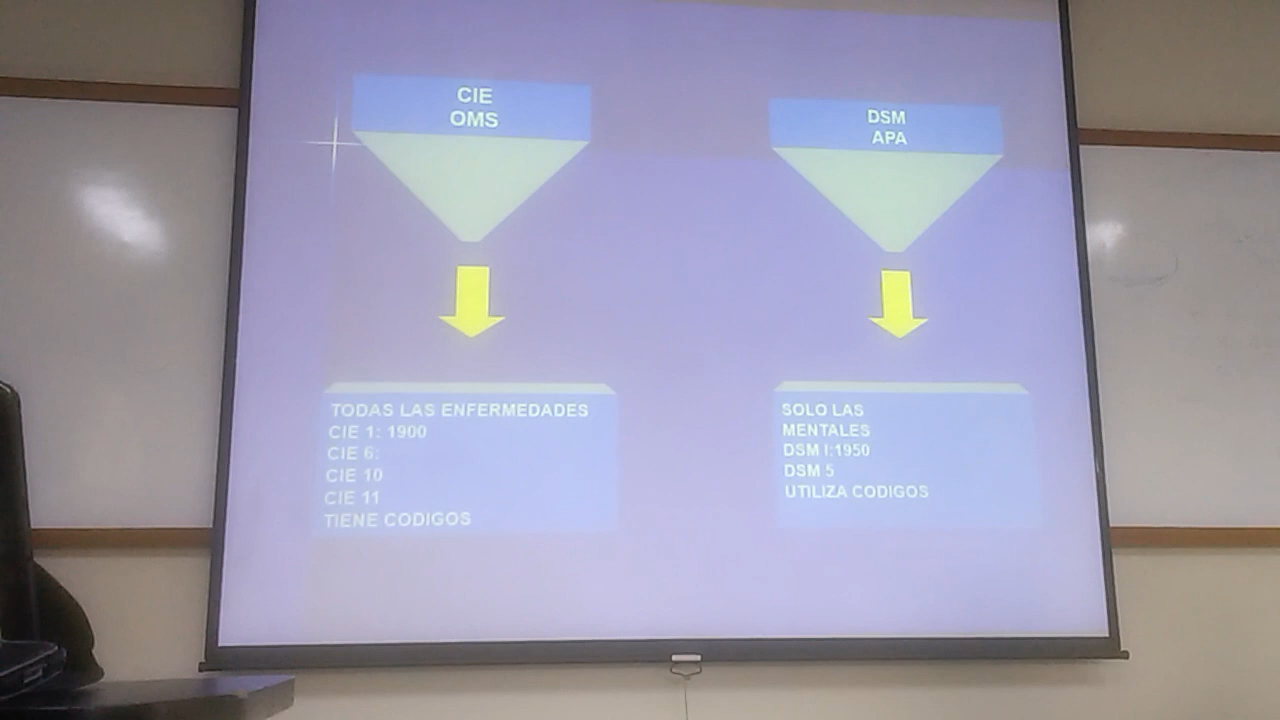 CIE
OMS
TODAS LAS ENFERMEDADES
CIE 1: 1900
CIE 6:
CIE 10
CIE 11
TIENE CODIGOS
DSM
APA
SOLO LAS
MENTALES
DSM I:1950
DSM 5
UTILIZA CODIGOS